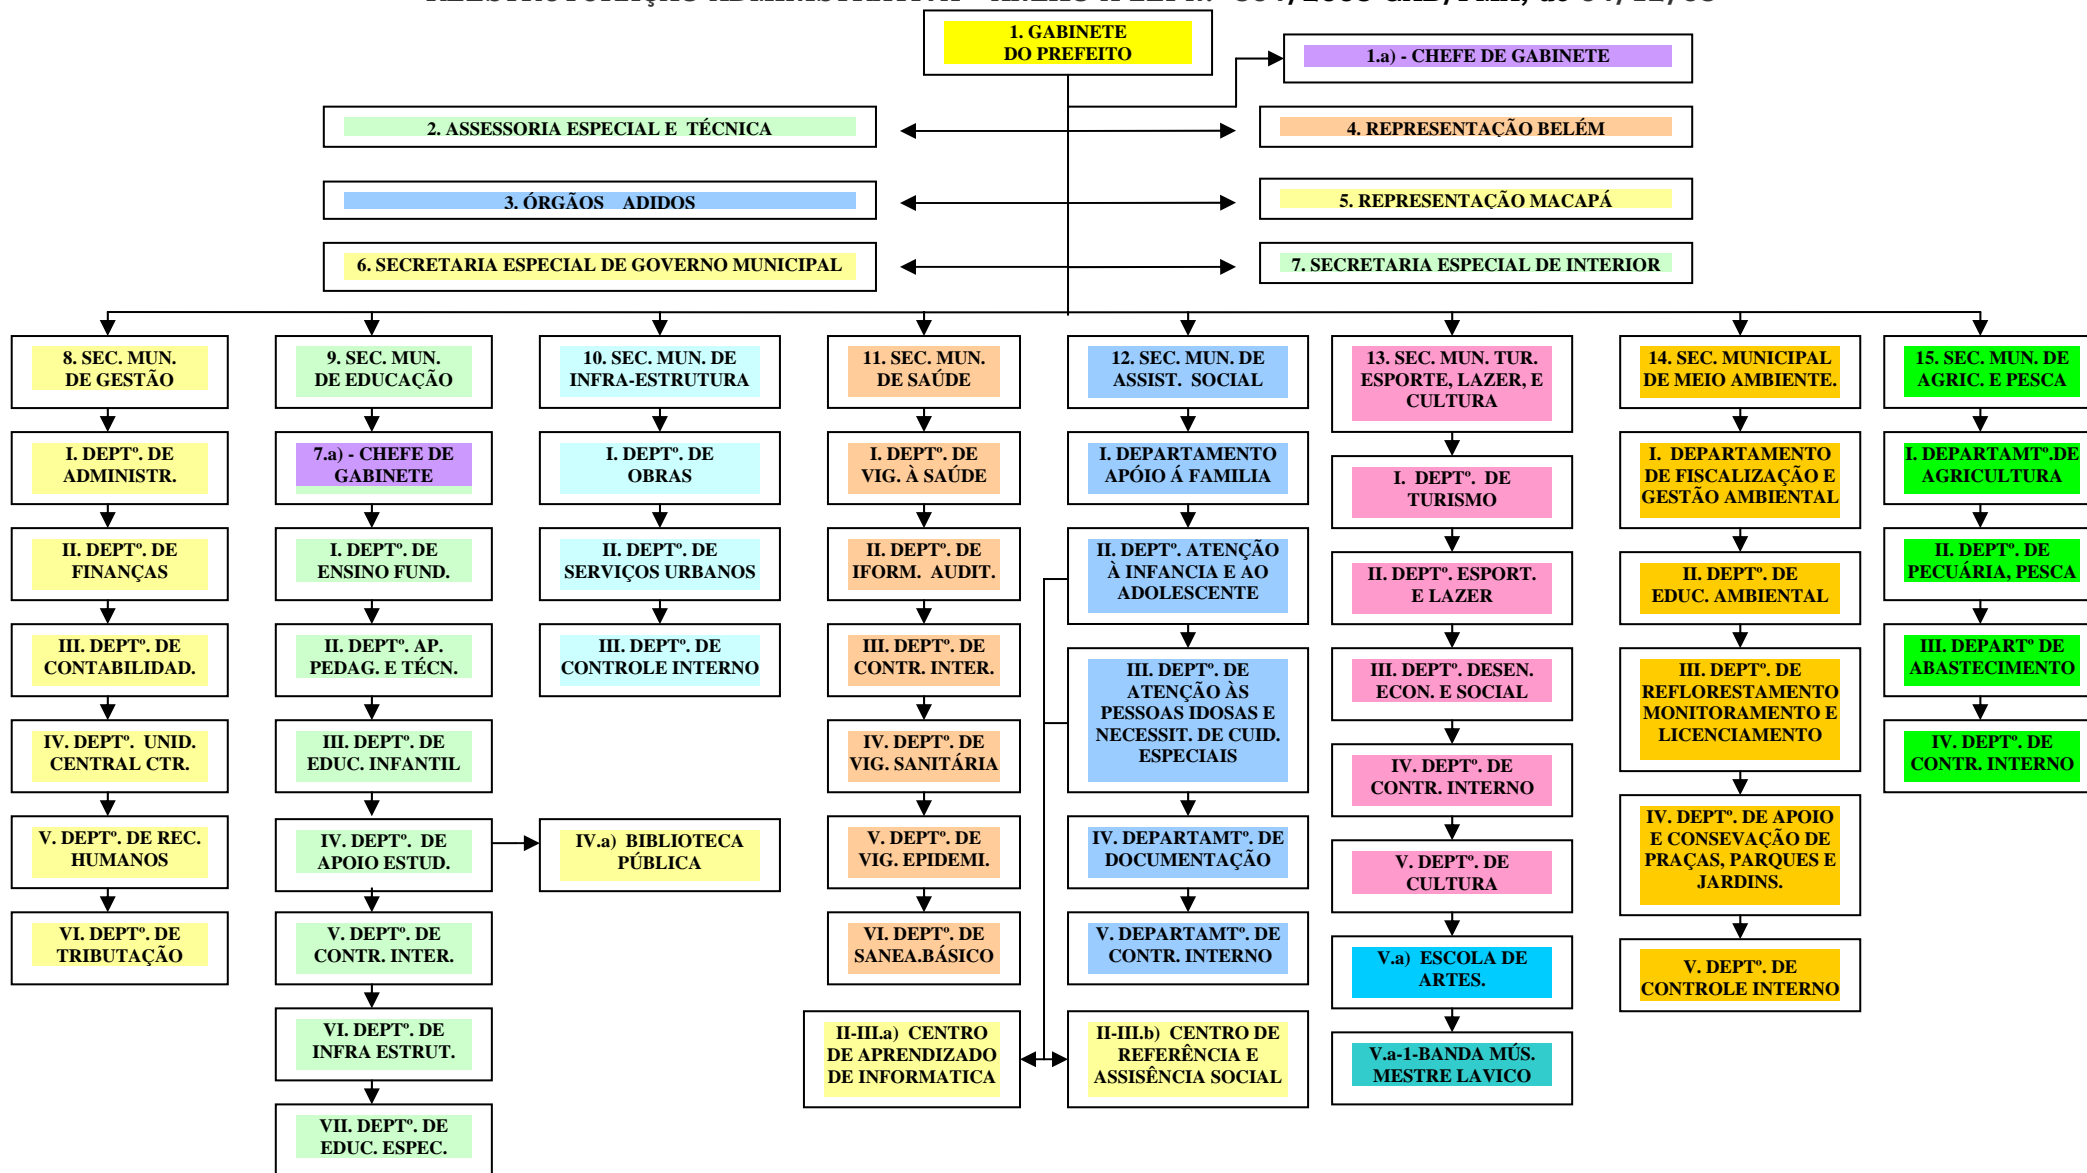 1. GABINETE
DO PREFEITO
1.a) - CHEFE DE GABINETE
2. ASSESSORIA ESPECIAL E TÉCNICA
4. REPRESENTAÇÃO BELÉM
3. ÓRGÃOS ADIDOS
5. REPRESENTAÇÃO MACAPÁ
6. SECRETARIA ESPECIAL DE GOVERNO MUNICIPAL
7. SECRETARIA ESPECIAL DE INTERIOR
8. SEC. MUN.
DE GESTÃO
I. DEPTº. DE
ADMINISTR.
II. DEPTº. DE
FINANÇAS
III. DEPTº. DE
CONTABILIDAD.
IV. DEPTº. UNID.
CENTRAL CTR.
V. DEPTº. DE REC.
HUMANOS
VI. DEPTº. DE
TRIBUTAÇÃO
9. SEC. MUN.
DE EDUCAÇÃO
7.a) - CHEFE DE
GABINETE
I. DEPTº. DE
ENSINO FUND.
II. DEPTº. AP.
PEDAG. E TÉCN.
III. DEPTº. DE
EDUC. INFANTIL
IV. DEPTº. DE
APOIO ESTUD.
IV.a) BIBLIOTECA
PÚBLICA
V. DEPTº. DE
CONTR. INTER.
VI. DEPTº. DE
INFRA ESTRUT.
VII. DEPTº. DE
EDUC. ESPEC.
10. SEC. MUN. DE
INFRA-ESTRUTURA
I. DEPTº. DE
OBRAS
II. DEPTº. DE
SERVIÇOS URBANOS
III. DEPTº. DE
CONTROLE INTERNO
11. SEC. MUN.
DE SAÚDE
I. DEPTº. DE
VIG. À SAÚDE
II. DEPTº. DE
IFORM. AUDIT.
III. DEPTº. DE
CONTR. INTER.
IV. DEPTº. DE
VIG. SANITÁRIA
V. DEPTº. DE
VIG. EPIDEMI.
VI. DEPTº. DE
SANEA.BÁSICO
12. SEC. MUN. DE
ASSIST. SOCIAL
I. DEPARTAMENTO
APÓIO Á FAMILIA
II. DEPTº. ATENÇÃO
À INFANCIA E AO
ADOLESCENTE
III. DEPTº. DE
ATENÇÃO ÀS
PESSOAS IDOSAS E
NECESSIT. DE CUID.
ESPECIAIS
IV. DEPARTAMTº. DE
DOCUMENTAÇÃO
V. DEPARTAMTº. DE
CONTR. INTERNO
II-III.a) CENTRO
DE APRENDIZADO
DE INFORMATICA
II-III.b) CENTRO DE
REFERÊNCIA E
ASSISÊNCIA SOCIAL
13. SEC. MUN. TUR.
ESPORTE, LAZER, E
CULTURA
I. DEPTº. DE
TURISMO
II. DEPTº. ESPORT.
E LAZER
III. DEPTº. DESEN.
ECON. E SOCIAL
IV. DEPTº. DE
CONTR. INTERNO
V. DEPTº. DE
CULTURA
V.a) ESCOLA DE
ARTES.
V.a-1-BANDA MÚS.
MESTRE LAVICO
14. SEC. MUNICIPAL
DE MEIO AMBIENTE.
I. DEPARTAMENTO
DE FISCALIZAÇÃO E
GESTÃO AMBIENTAL
II. DEPTº. DE
EDUC. AMBIENTAL
III. DEPTº. DE
REFLORESTAMENTO
MONITORAMENTO E
LICENCIAMENTO
IV. DEPTº. DE APOIO
E CONSEVAÇÃO DE
PRAÇAS, PARQUES E
JARDINS.
V. DEPTº. DE
CONTROLE INTERNO
15. SEC. MUN. DE
AGRIC. E PESCA
I. DEPARTAMTº.DE
AGRICULTURA
II. DEPTº. DE
PECUÁRIA, PESCA
III. DEPARTº DE
ABASTECIMENTO
IV. DEPTº. DE
CONTR. INTERNO